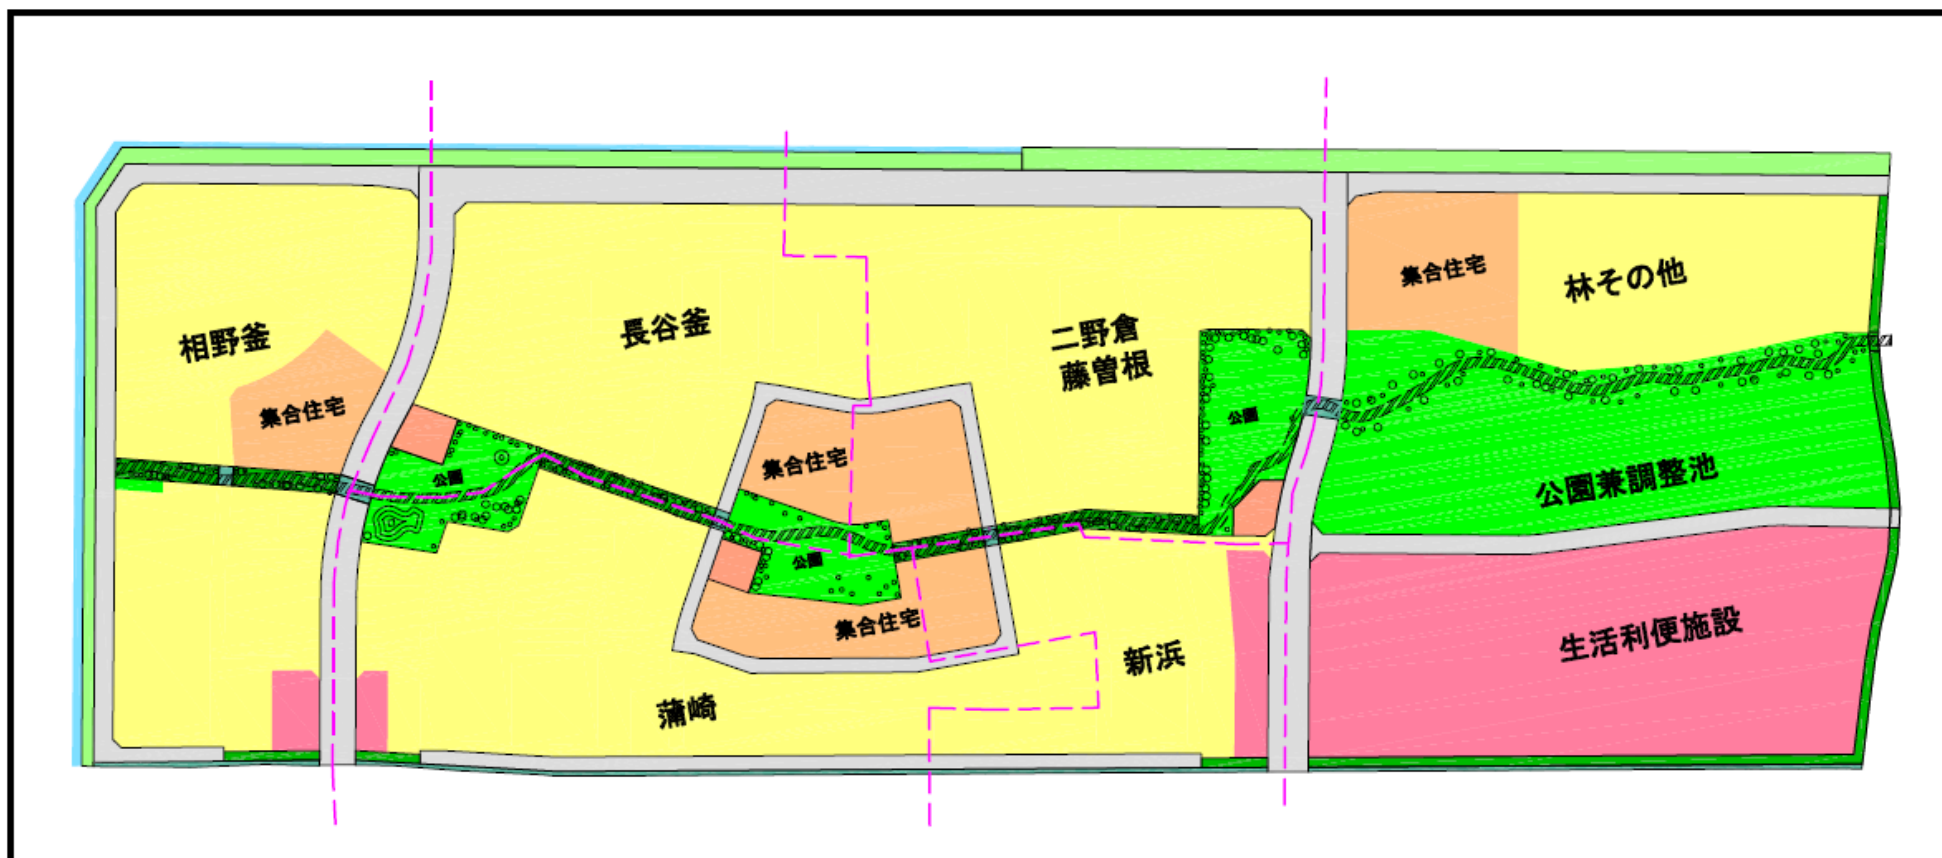 相野釜
集合住宅
公園
長谷釜
集合住宅
公園
集合住宅
蒲崎
二野倉
藤曽根
公園
新浜
集合住宅
林その他
公園兼調整池
生活利便施設